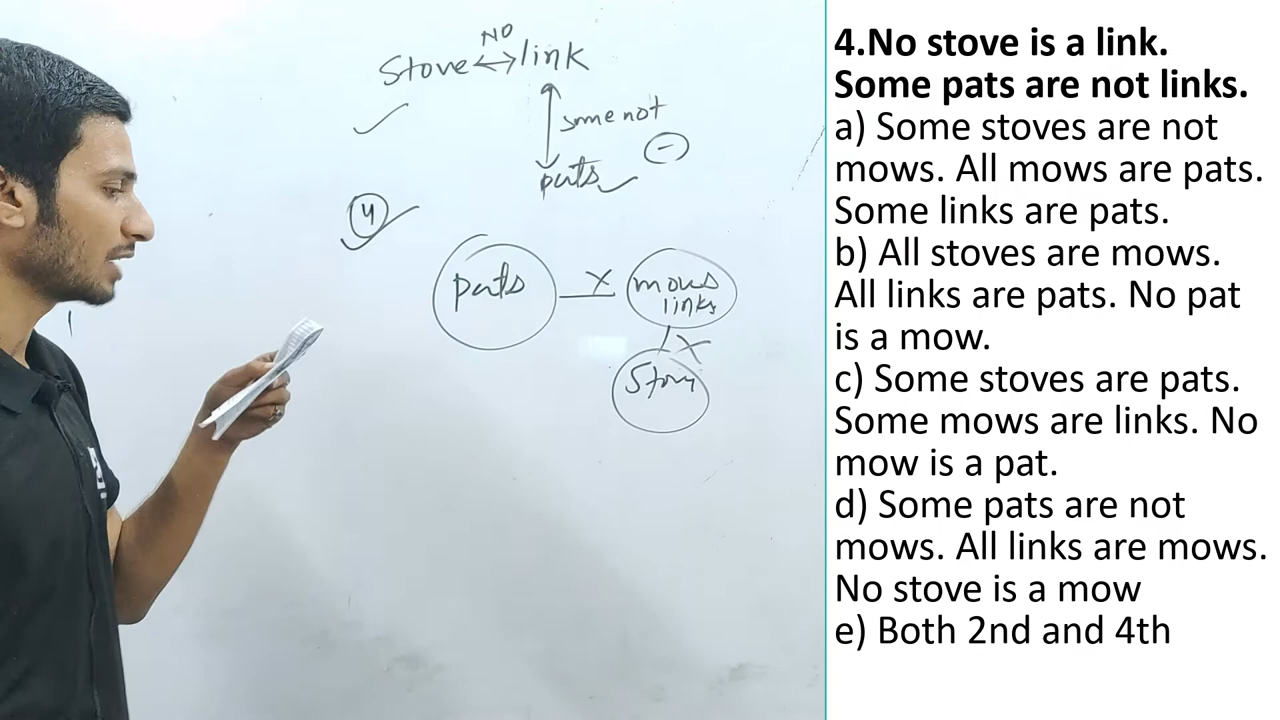 NO
Stove ↔ link
some not
pats
4
pats X mows
links
X
4.No stove is a link.
Some pats are not links.
a) Some stoves are not
mows. All mows are pats.
Some links are pats.
b) All stoves are mows.
All links are pats. No pat
is a mow.
c) Some stoves are pats.
Some mows are links. No
mow is a pat.
d) Some pats are not
mows. All links are mows.
No stove is a mow
e) Both 2nd and 4th